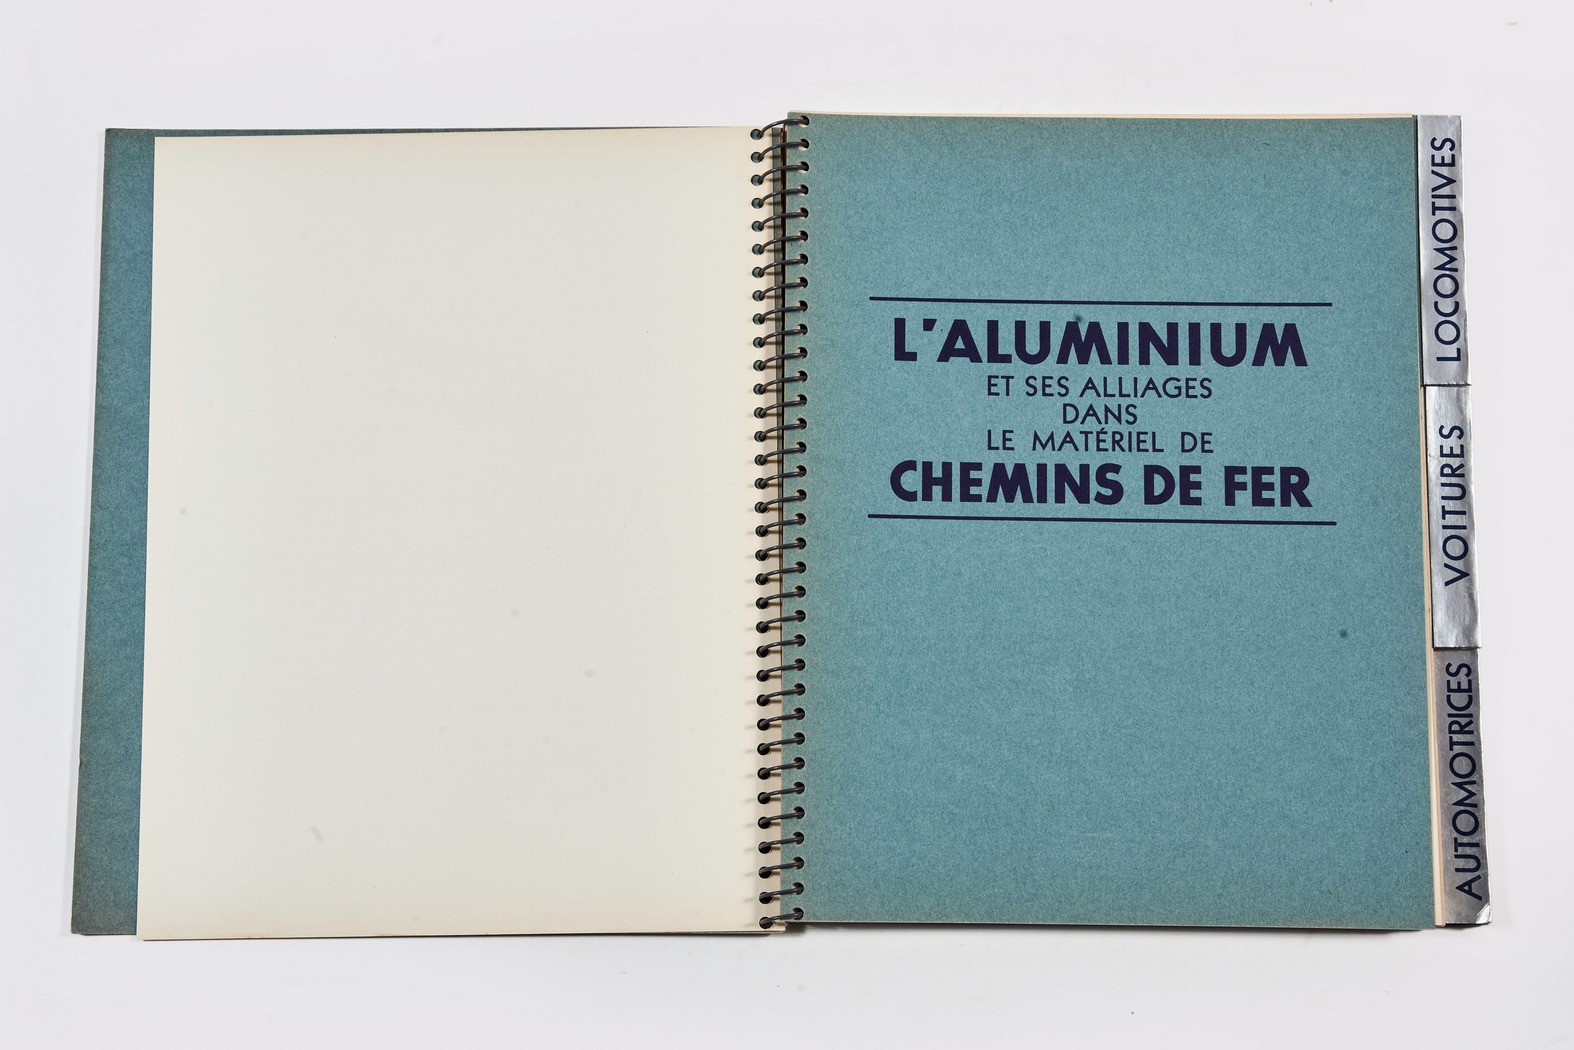 L'ALUMINIUM
ET SES ALLIAGES
DANS
LE MATÉRIEL DE
CHEMINS DE FER
LOCOMOTIVES
VOITURES
AUTOMOTRICES